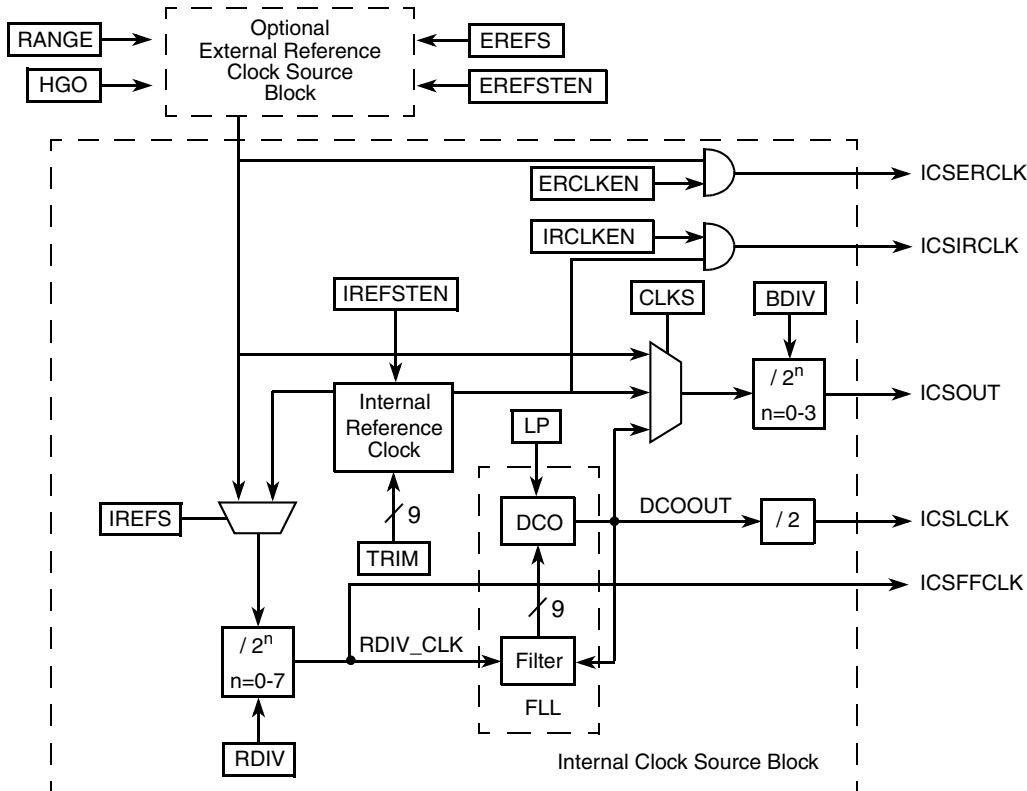 RANGE
HGO
Optional
External Reference
Clock Source
Block
EREFS
EREFSTEN
ERCLKEN
ICSERCLK
IRCLKEN
ICSIRCLK
IREFSTEN
CLKS
BDIV
Internal
Reference
Clock
/ 2ⁿ
n=0-3
ICSOUT
LP
IREFS
9
TRIM
DCO
DCOOUT
/ 2
ICSLCLK
ICSFFCLK
9
/ 2ⁿ
n=0-7
RDIV_CLK
Filter
FLL
RDIV
Internal Clock Source Block